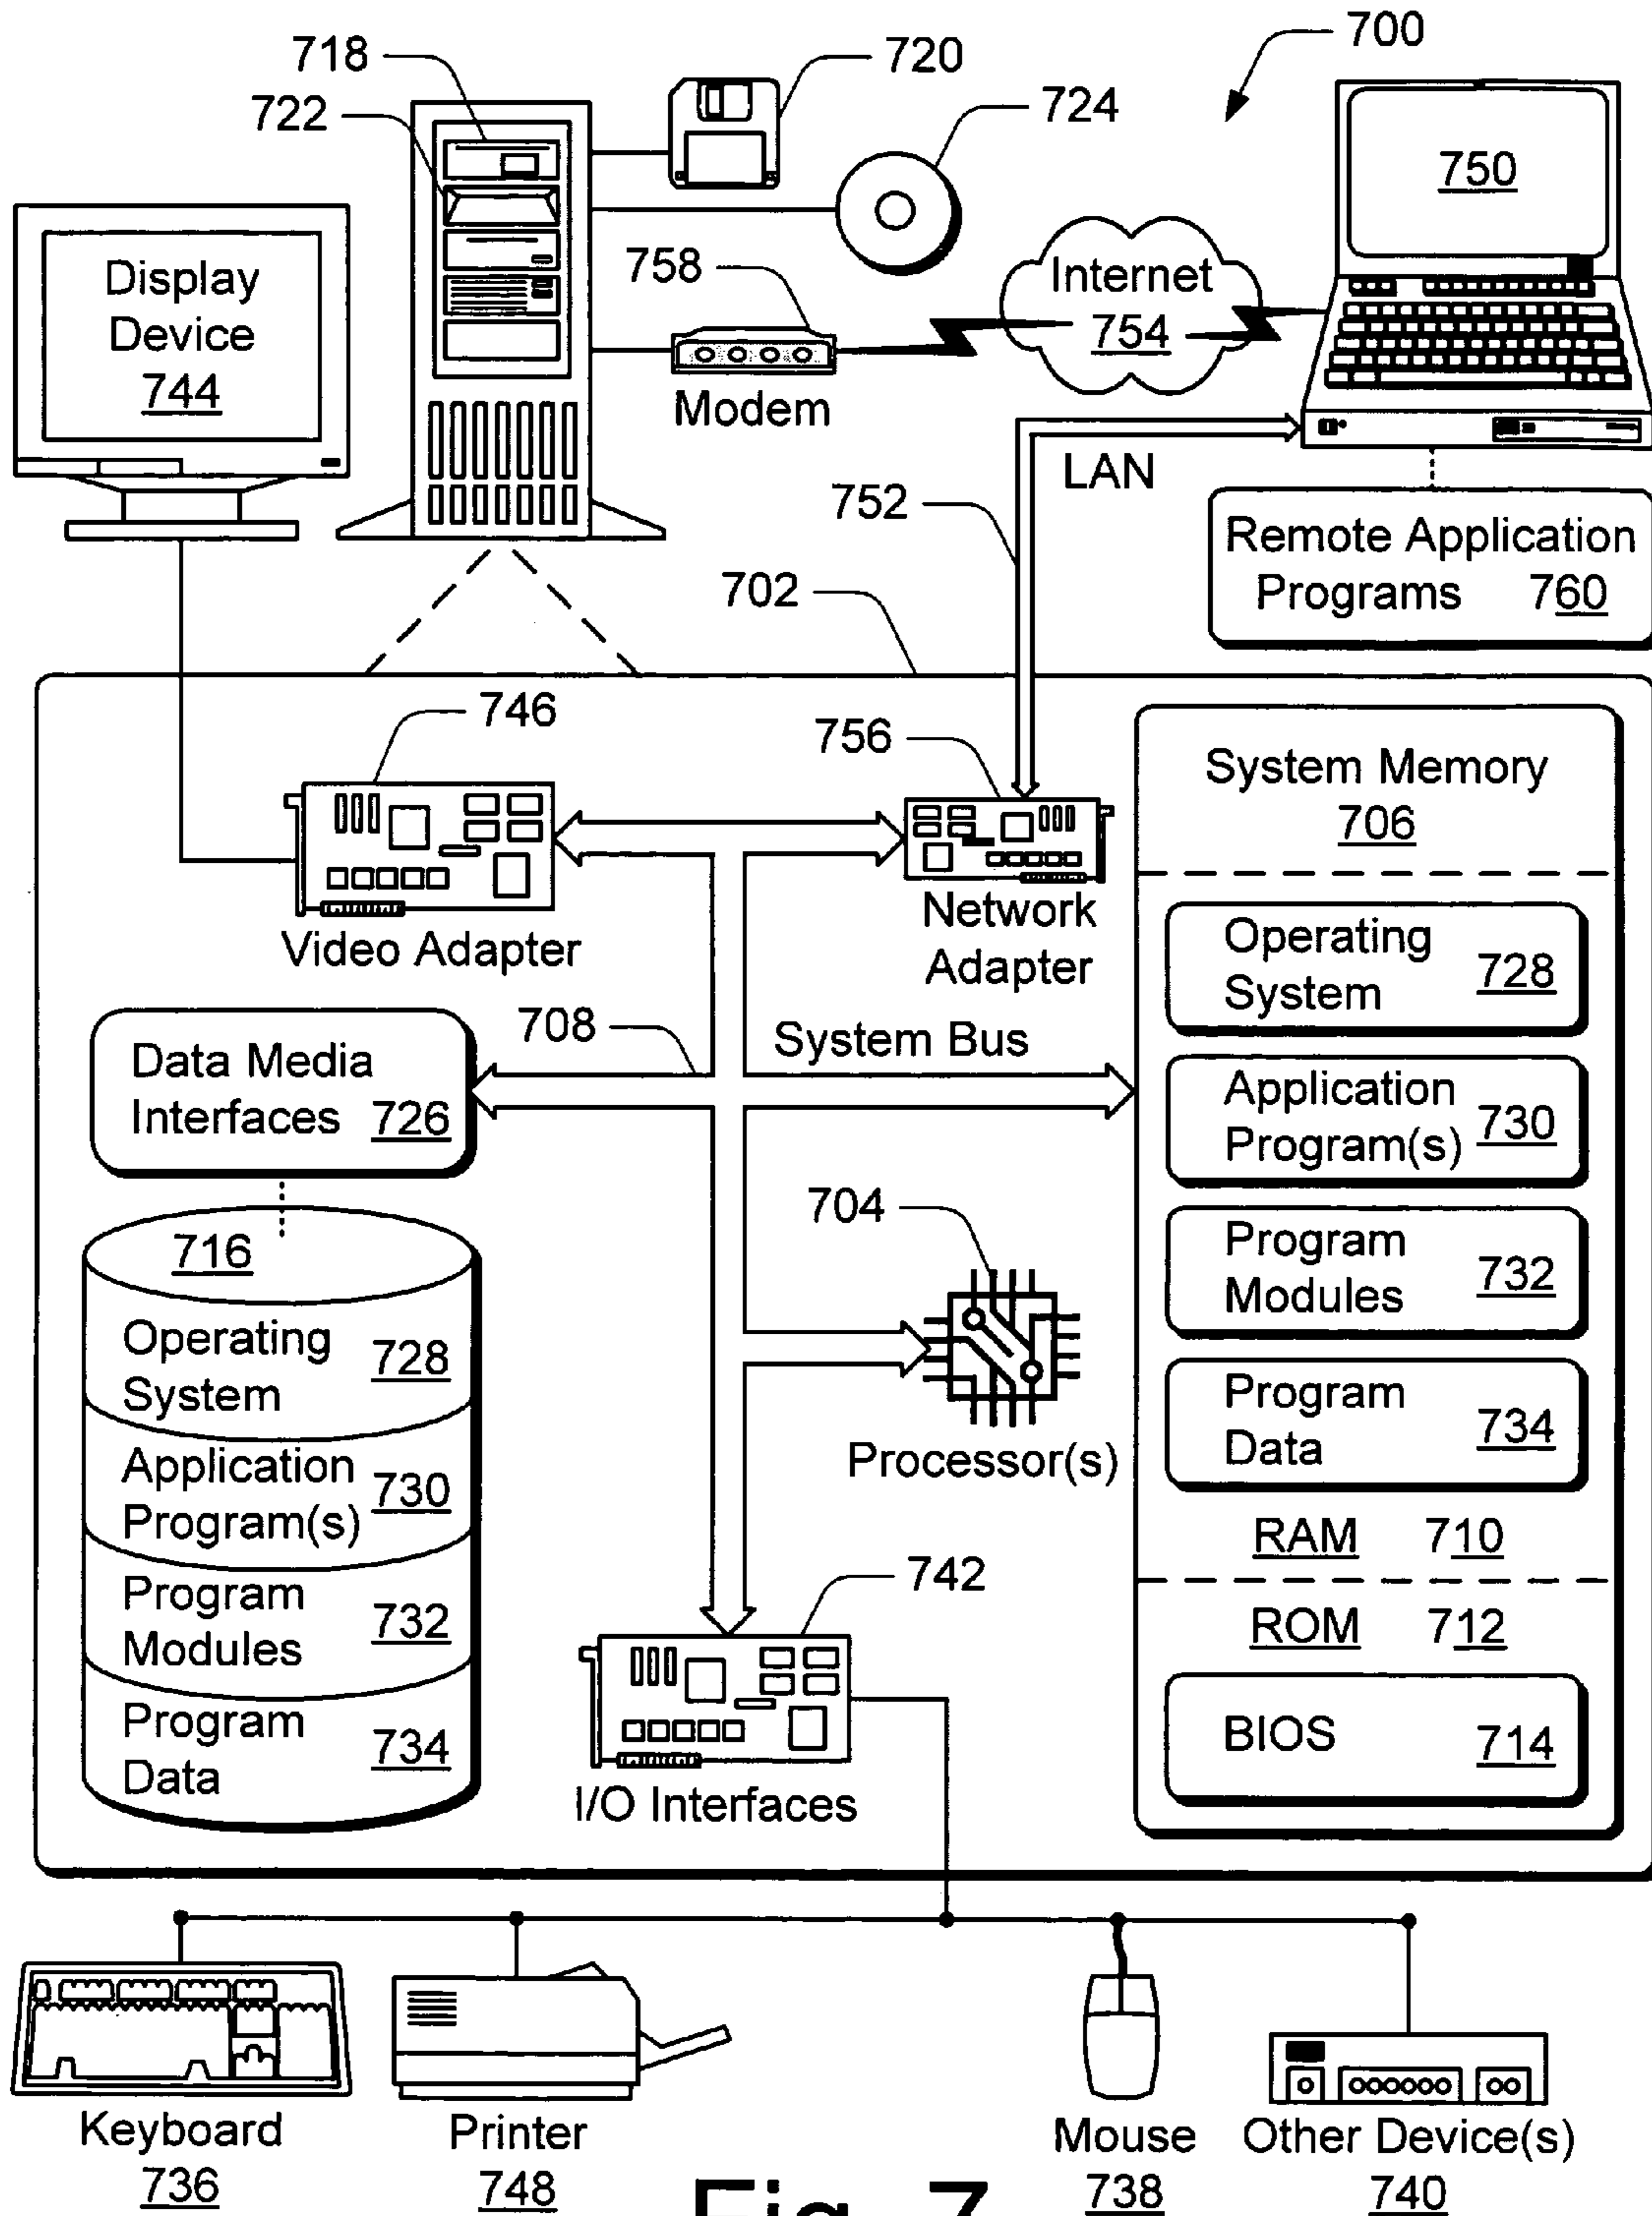 718
720
700
722
724
750
Display
Device
744
758
Internet
754
Modem
LAN
752
Remote Application
Programs 760
702
746
756
System Memory
706
Video Adapter
Network
Adapter
Operating
System 728
708
System Bus
Data Media
Interfaces 726
Application
Program(s) 730
704
Program
Modules 732
716
Operating
System 728
Program
Data 734
Processor(s)
Application
Program(s) 730
RAM 710
742
ROM 712
Program
Modules 732
BIOS 714
Program
Data 734
I/O Interfaces
Keyboard
736
Printer
748
Mouse
738
Other Device(s)
740
Fig. 7